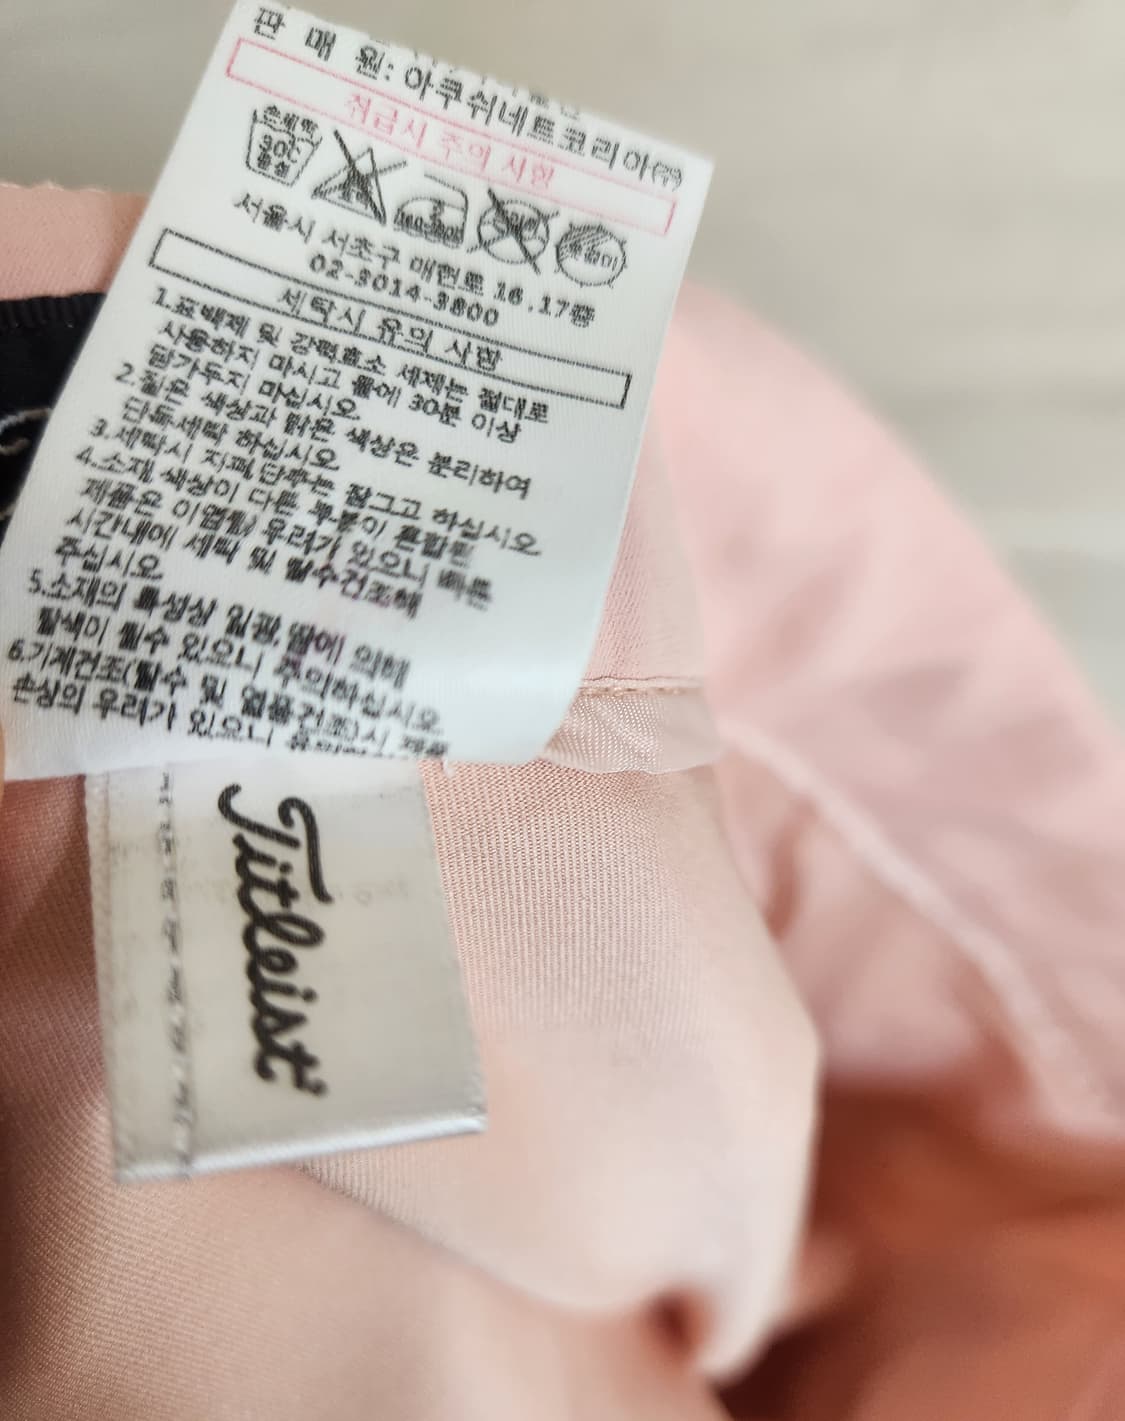 판 매 원: 아쿠쉬네트코리아(주)
취급시 주의 사항
손세탁
30℃
중성
서울시 서초구 매헌로 16 .17층
02-3014-3800
세탁시 유의 사항
1.표백제 및 강력효소 세제는 절대로
사용하지 마시고 물에 30분 이상
담가두지 마십시오
2.짙은 색상과 밝은 색상은 분리하여
단독세탁 하십시오
3.세탁시 지퍼,단추는 잠그고 하십시오
4.소재,색상이 다른 부분이 혼합된
제품은 이염될 우려가 있으니 빠른
시간내에 세탁 및 탈수건조해
주십시오
5.소재의 특성상 일광,땀에 의해
탈색이 될수 있으니 주의하십시오
6.기계건조(탈수 및 열풍건조)시 제품
손상의 우려가 있으니
Titleist